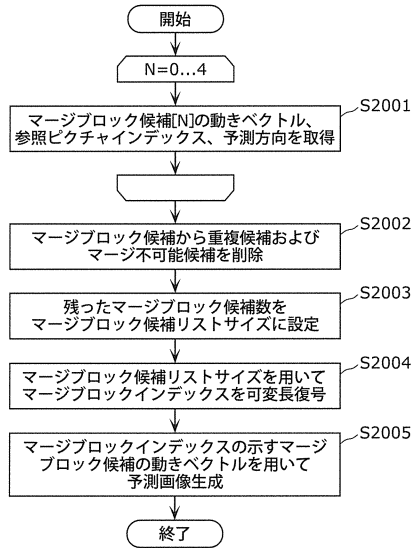 開始
N=0...4
S2001
マージブロック候補[N]の動きベクトル、
参照ピクチャインデックス、予測方向を取得
S2002
マージブロック候補から重複候補および
マージ不可能候補を削除
S2003
残ったマージブロック候補数を
マージブロック候補リストサイズに設定
S2004
マージブロック候補リストサイズを用いて
マージブロックインデックスを可変長復号
S2005
マージブロックインデックスの示すマージ
ブロック候補の動きベクトルを用いて
予測画像生成
終了